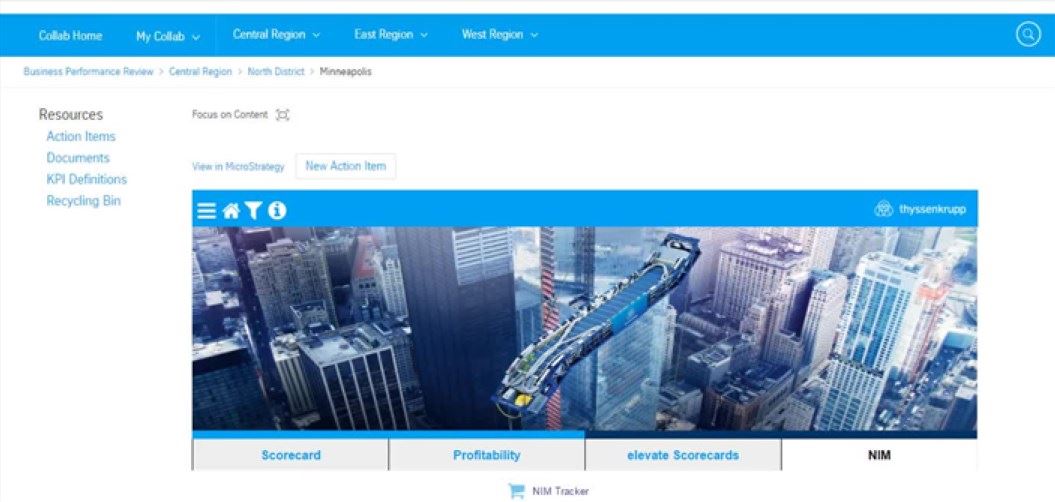 Collab Home My Collab Central Region East Region West Region
Business Performance Review > Central Region > North District > Minneapolis
Resources
Action Items
Documents
KPI Definitions
Recycling Bin
Focus on Content
View in MicroStrategy New Action Item
thyssenkrupp
Scorecard Profitability elevate Scorecards NIM
NIM Tracker